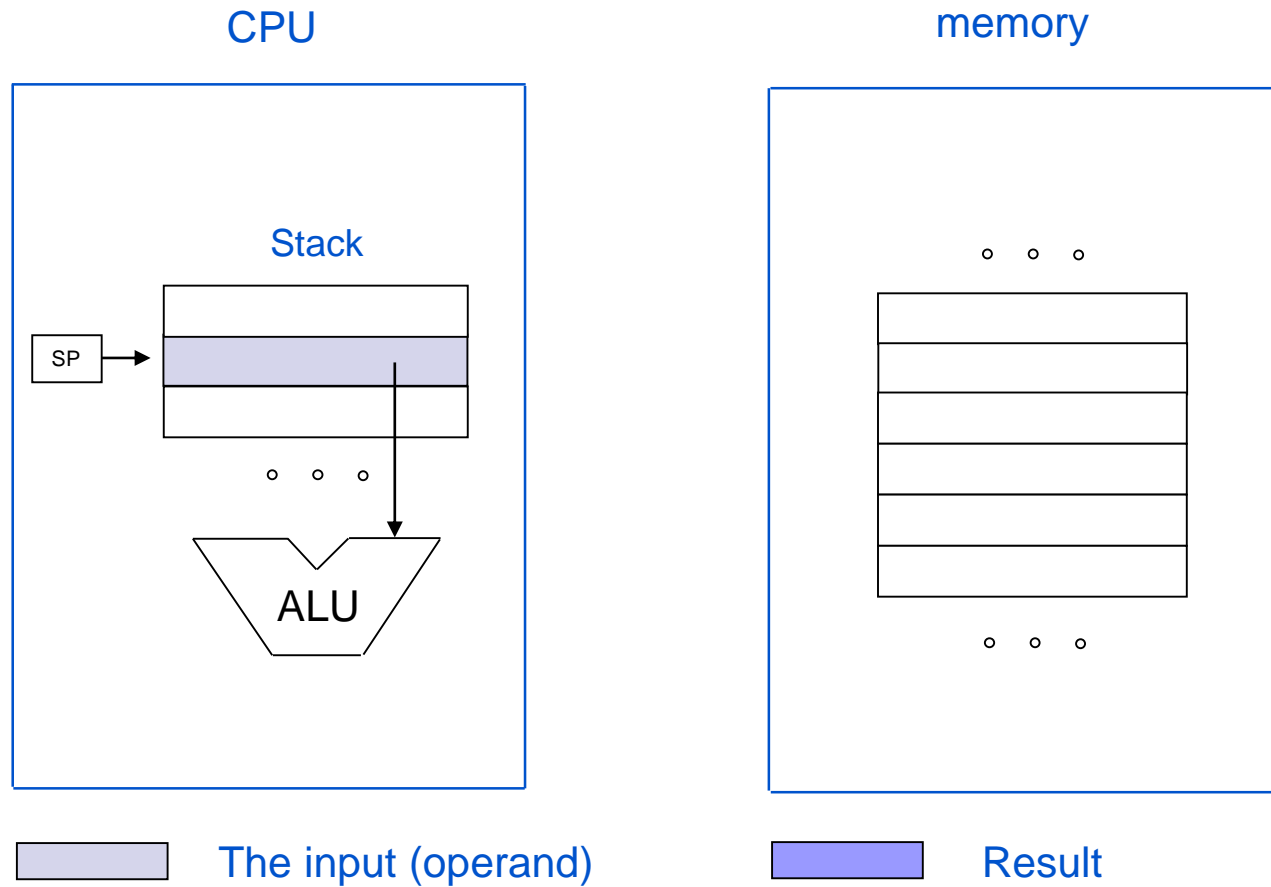 CPU
memory
Stack
SP
ALU
The input (operand)
Result